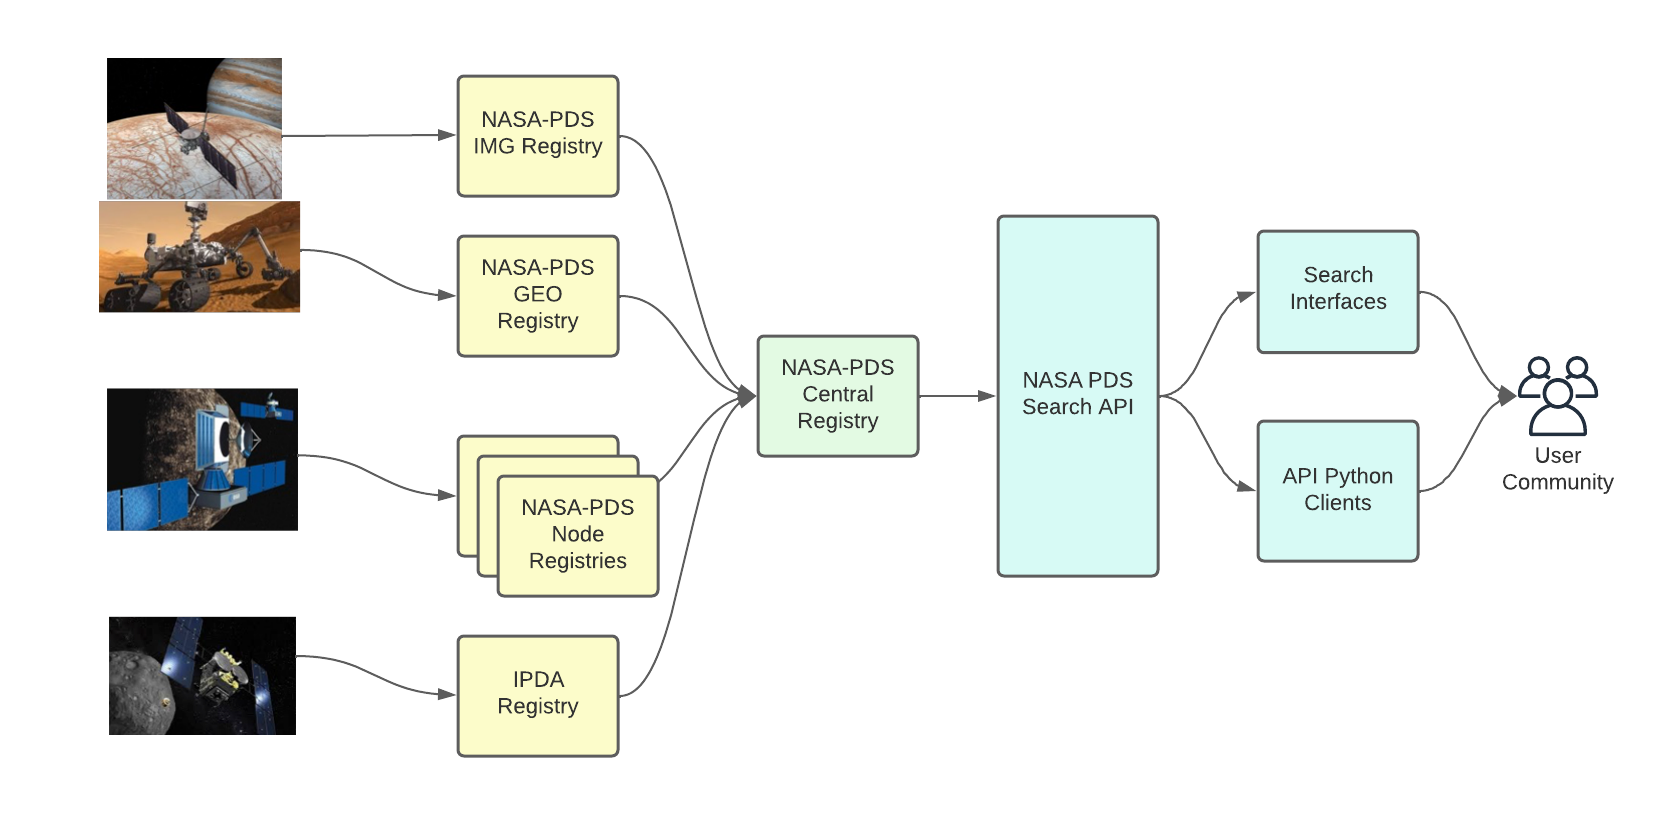 NASA-PDS
IMG Registry
NASA-PDS
GEO
Registry
NASA-PDS
Node
Registries
IPDA
Registry
NASA-PDS
Central
Registry
NASA PDS
Search API
Search
Interfaces
API Python
Clients
User
Community